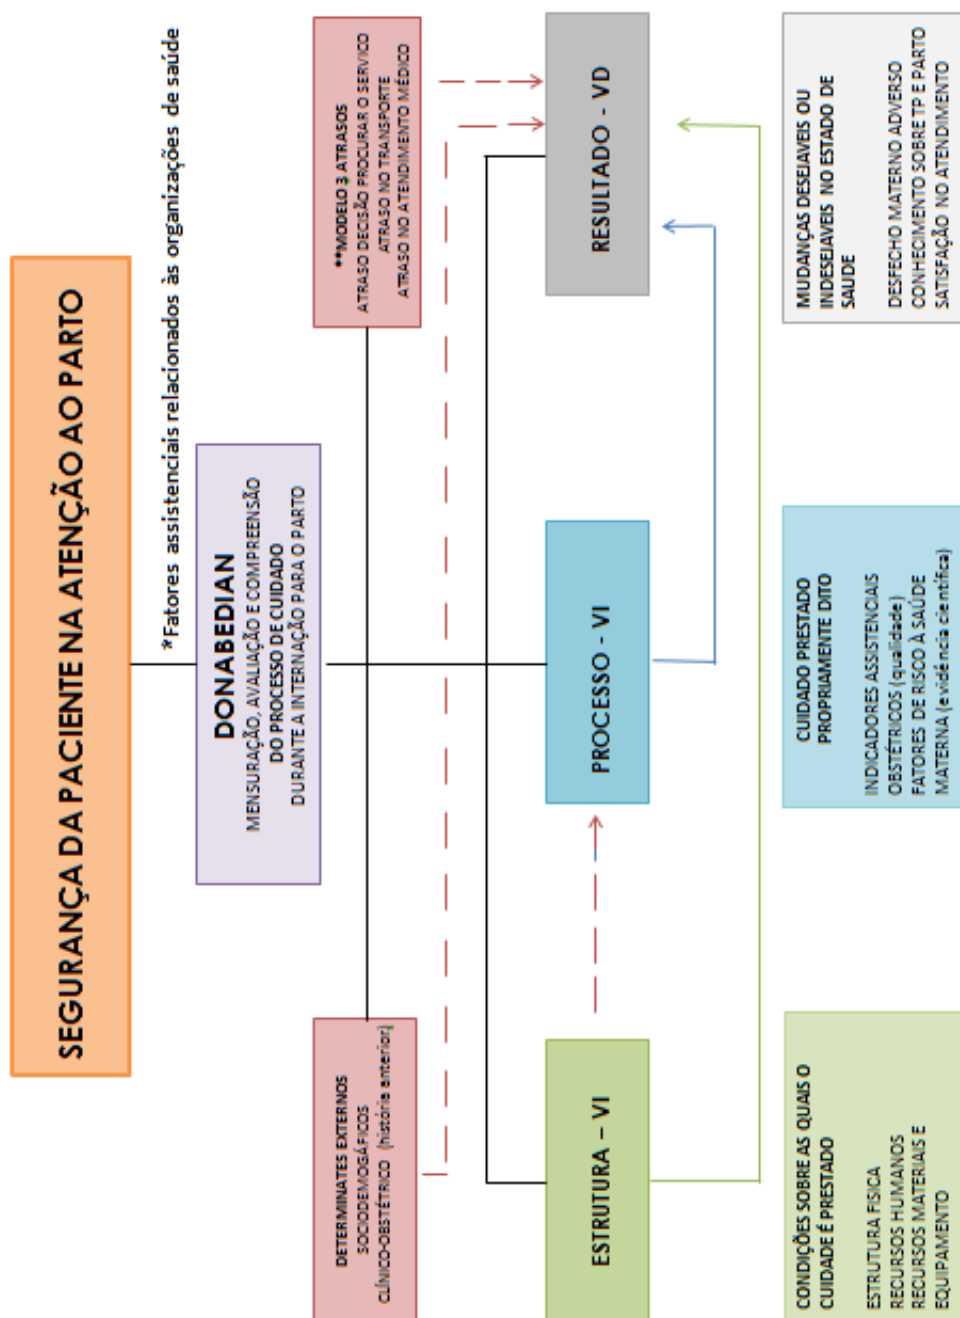 SEGURANÇA DA PACIENTE NA ATENÇÃO AO PARTO
*Fatores assistenciais relacionados às organizações de saúde
DONABEDIAN
MENSURAÇÃO, AVALIAÇÃO E COMPREENSÃO
DO PROCESSO DE CUIDADO
DURANTE A INTERNAÇÃO PARA O PARTO
DETERMINATES EXTERNOS
SOCIODEMOGÁFICOS
CLÍNICO-OBSTÉTRICO (história anterior)
**MODELO 3 ATRASOS
ATRASO DECISÃO PROCURAR O SERVICO
ATRASO NO TRANSPORTE
ATRASO NO ATENDIMENTO MÉDICO
ESTRUTURA – VI
PROCESSO - VI
RESULTADO - VD
CONDIÇÕES SOBRE AS QUAIS O
CUIDADE É PRESTADO
ESTRUTURA FISICA
RECURSOS HUMANOS
RECURSOS MATERIAIS E
EQUIPAMENTO
CUIDADO PRESTADO
PROPRIAMENTE DITO
INDICADORES ASSISTENCIAIS
OBSTÉTRICOS (qualidade)
FATORES DE RISCO À SAÚDE
MATERNA (evidência científica)
MUDANÇAS DESEJAVEIS OU
INDESEJAVEIS NO ESTADO DE
SAUDE
DESFECHO MATERNO ADVERSO
CONHECIMENTO SOBRE TP E PARTO
SATISFAÇÃO NO ATENDIMENTO